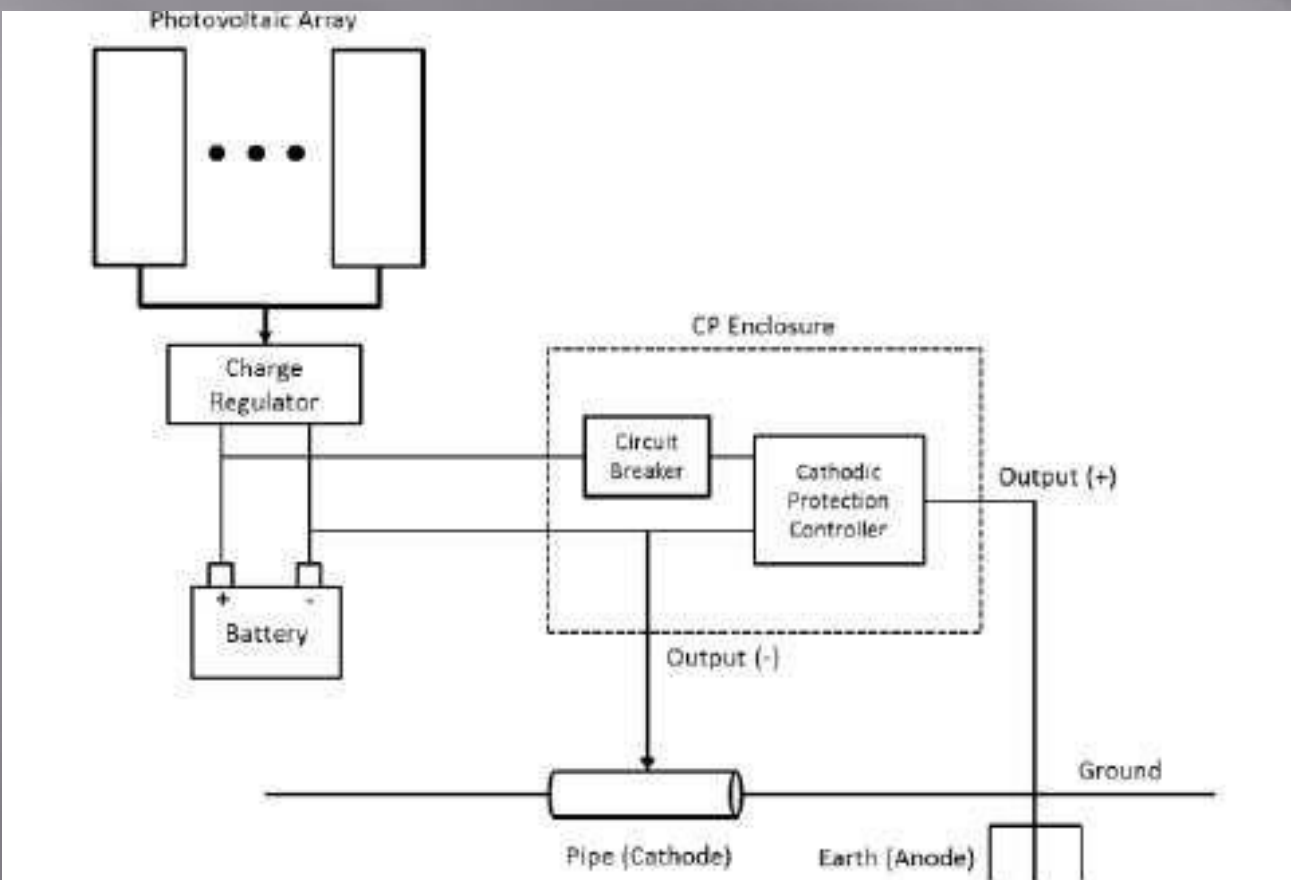 Photovoltaic Array
Charge
Regulator
CP Enclosure
Circuit
Breaker
Cathodic
Protection
Controller
Output (+)
+
-
Battery
Output (-)
Ground
Pipe (Cathode)
Earth (Anode)